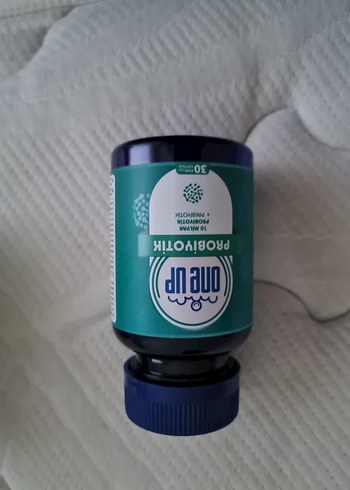 ONE UP
PROBİYOTİK
10 MİLYAR
PROBİYOTİK
+ PREBİYOTİK
30